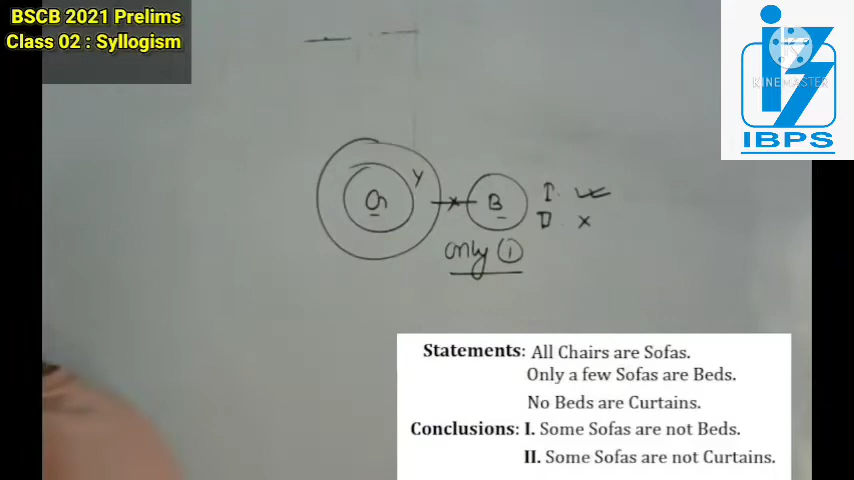 BSCB 2021 Prelims
Class 02 : Syllogism
KINEMASTER
IBPS
Y
B
I.
II ×
only ①
Statements: All Chairs are Sofas.
Only a few Sofas are Beds.
No Beds are Curtains.
Conclusions: I. Some Sofas are not Beds.
II. Some Sofas are not Curtains.